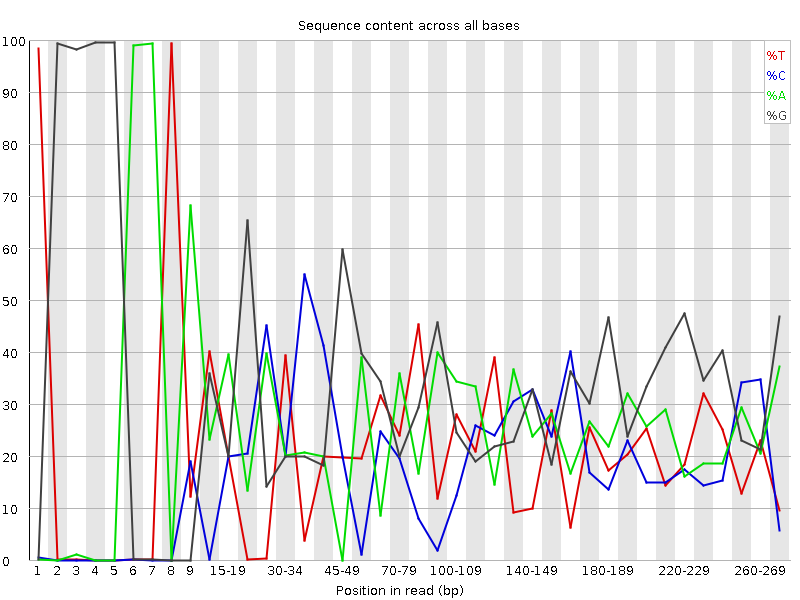 Sequence content across all bases
100
90
80
70
60
50
40
30
20
10
0
%T
%C
%A
%G
1 2 3 4 5 6 7 8 9 15-19 30-34 45-49 70-79 100-109 140-149 180-189 220-229 260-269
Position in read (bp)